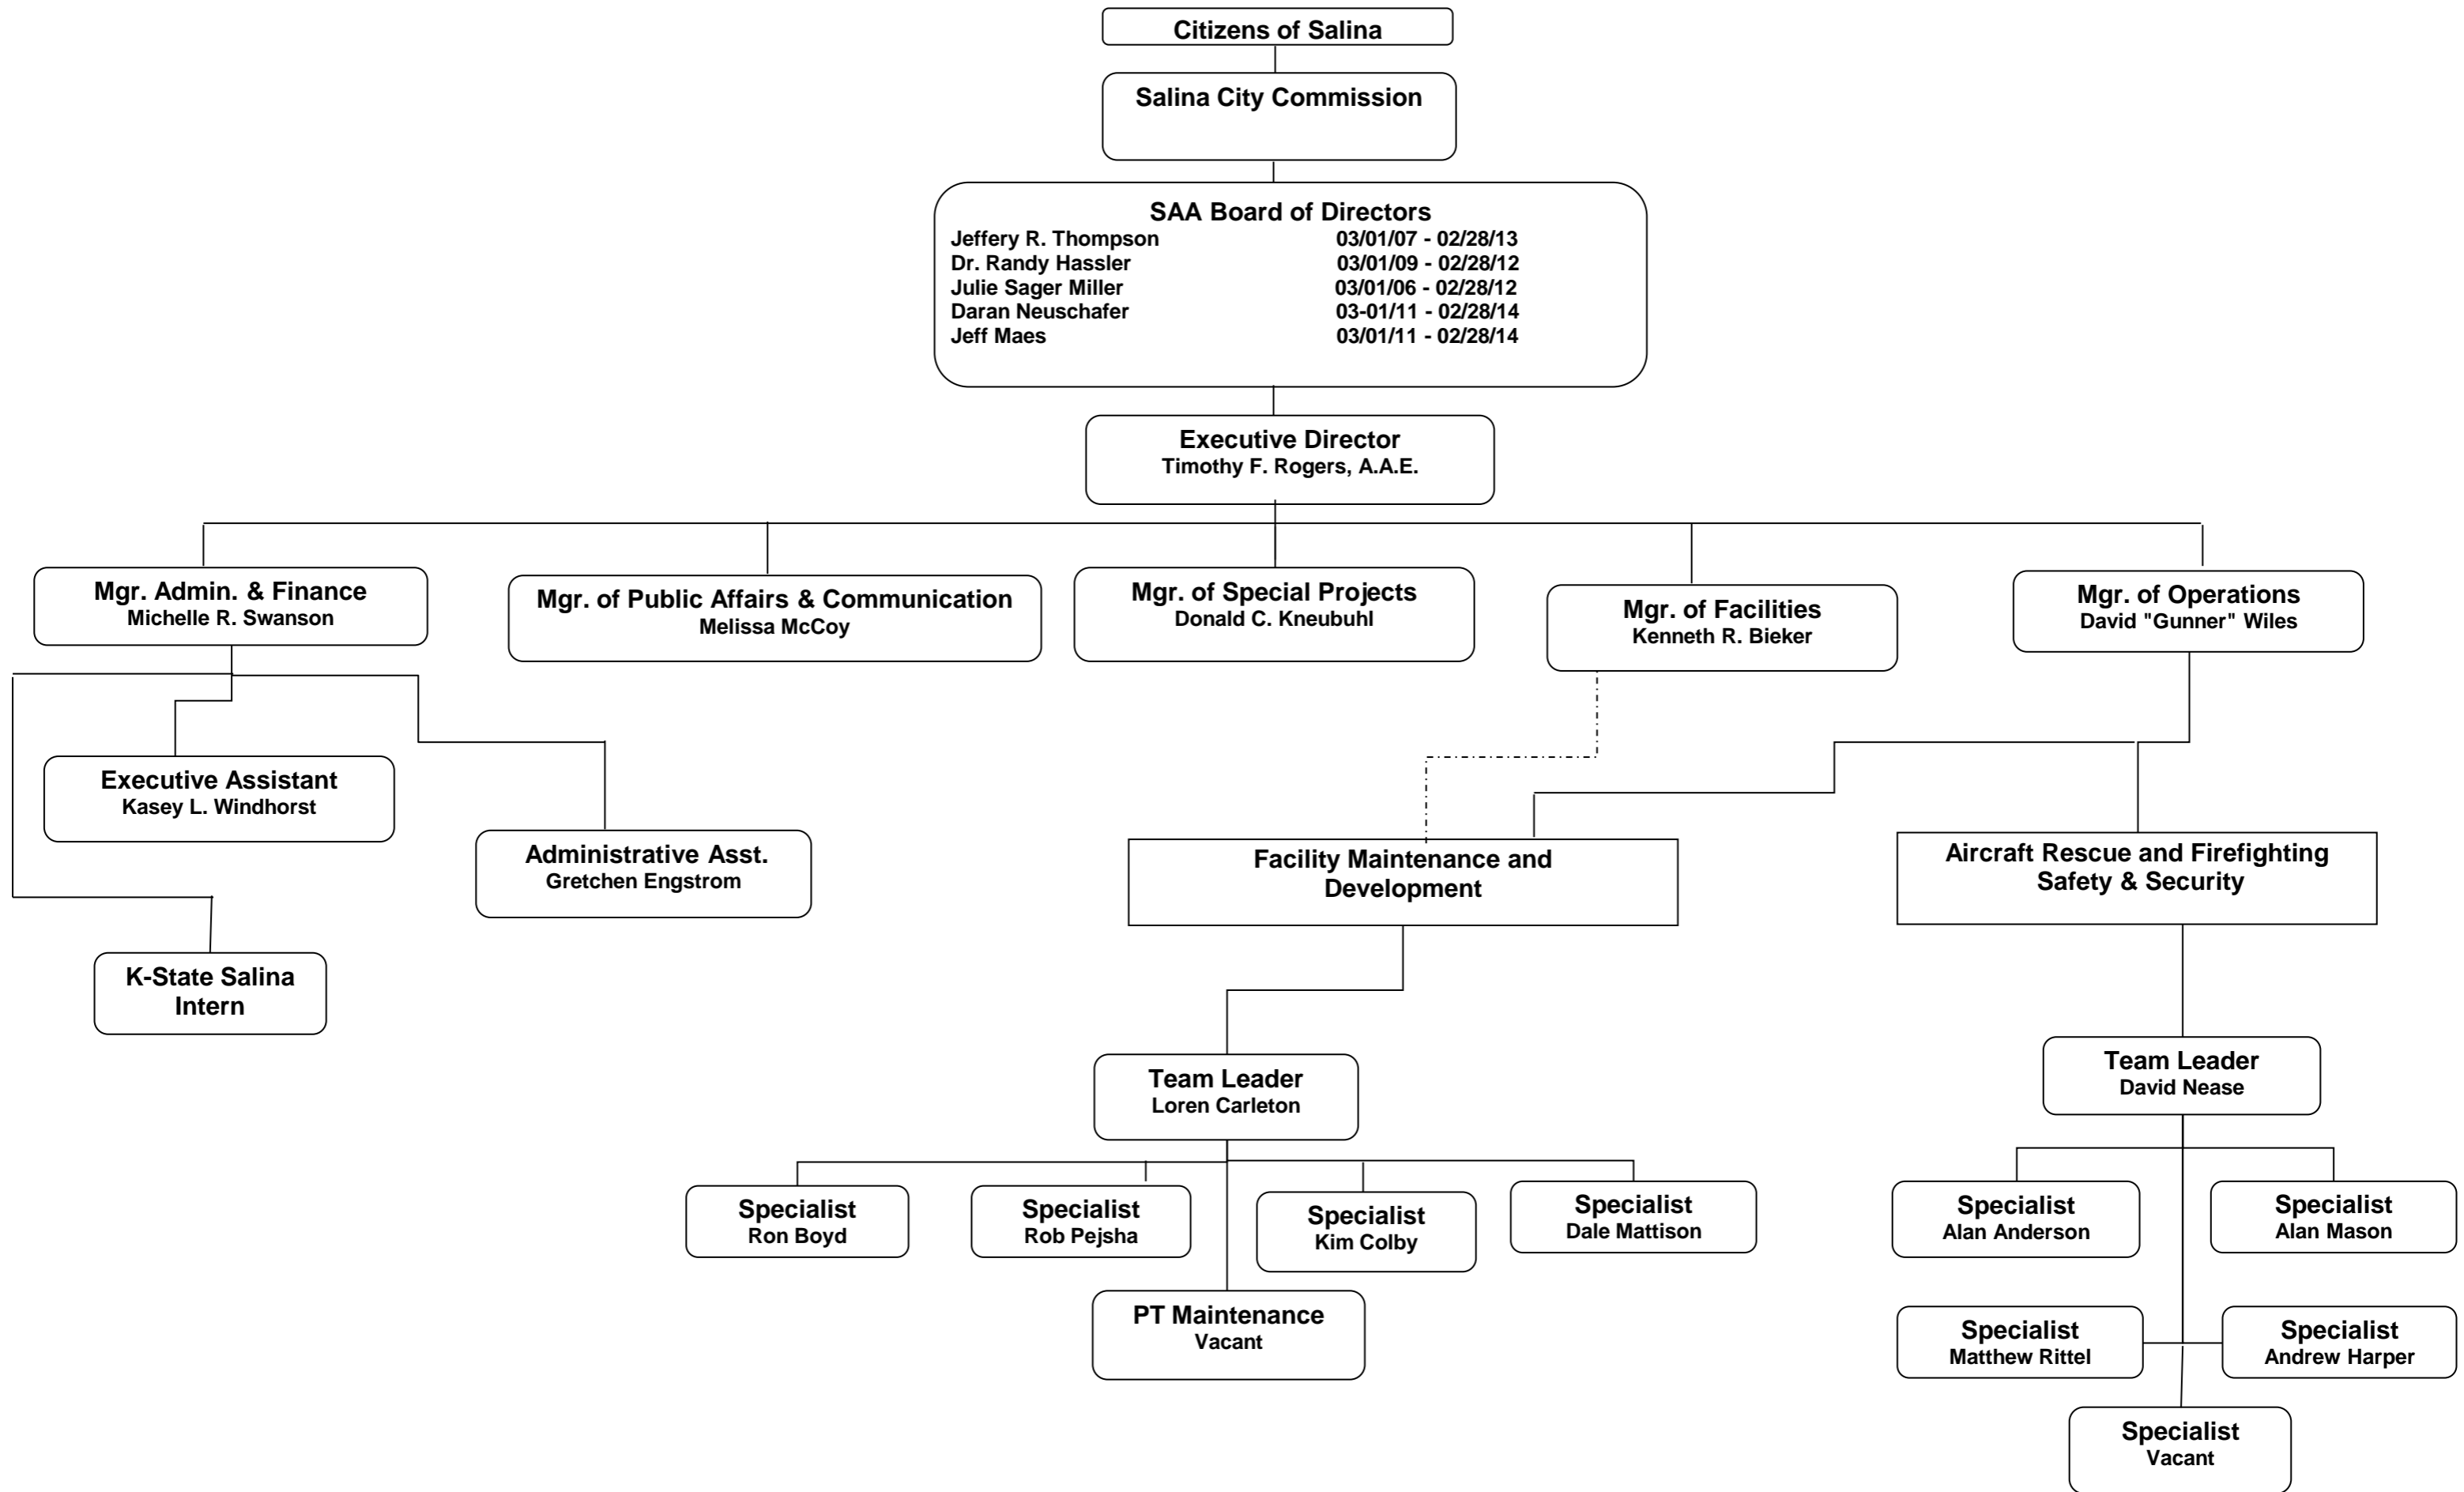 Citizens of Salina
Salina City Commission
SAA Board of Directors
Jeffery R. Thompson 03/01/07 - 02/28/13
Dr. Randy Hassler 03/01/09 - 02/28/12
Julie Sager Miller 03/01/06 - 02/28/12
Daran Neuschafer 03-01/11 - 02/28/14
Jeff Maes 03/01/11 - 02/28/14
Executive Director
Timothy F. Rogers, A.A.E.
Mgr. Admin. & Finance
Michelle R. Swanson
Mgr. of Public Affairs & Communication
Melissa McCoy
Mgr. of Special Projects
Donald C. Kneubuhl
Mgr. of Facilities
Kenneth R. Bieker
Mgr. of Operations
David "Gunner" Wiles
Executive Assistant
Kasey L. Windhorst
Administrative Asst.
Gretchen Engstrom
K-State Salina
Intern
Facility Maintenance and
Development
Aircraft Rescue and Firefighting
Safety & Security
Team Leader
Loren Carleton
Team Leader
David Nease
Specialist
Ron Boyd
Specialist
Rob Pejsha
Specialist
Kim Colby
Specialist
Dale Mattison
PT Maintenance
Vacant
Specialist
Alan Anderson
Specialist
Alan Mason
Specialist
Matthew Rittel
Specialist
Andrew Harper
Specialist
Vacant